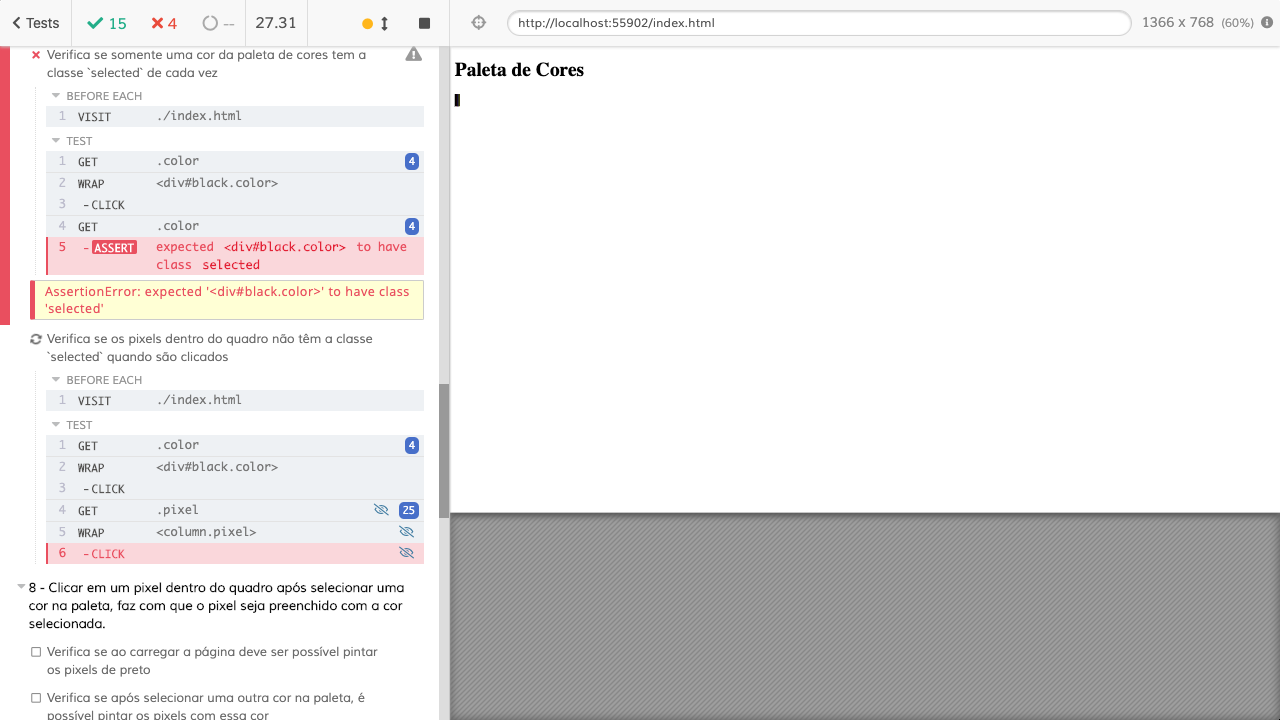 Tests 15 4 -- 27.31
http://localhost:55902/index.html 1366 x 768 (60%)
Verifica se somente uma cor da paleta de cores tem a
classe `selected` de cada vez
BEFORE EACH
1 VISIT ./index.html
TEST
1 GET .color 4
2 WRAP <div#black.color>
3 -CLICK
4 GET .color 4
5 -ASSERT expected <div#black.color> to have
class selected
AssertionError: expected '<div#black.color>' to have class
'selected'
Verifica se os pixels dentro do quadro não têm a classe
`selected` quando são clicados
BEFORE EACH
1 VISIT ./index.html
TEST
1 GET .color 4
2 WRAP <div#black.color>
3 -CLICK
4 GET .pixel 25
5 WRAP <column.pixel>
6 -CLICK
8 - Clicar em um pixel dentro do quadro após selecionar uma
cor na paleta, faz com que o pixel seja preenchido com a cor
selecionada.
Verifica se ao carregar a página deve ser possível pintar
os pixels de preto
Verifica se após selecionar uma outra cor na paleta, é
possível pintar os pixels com essa cor
Paleta de Cores